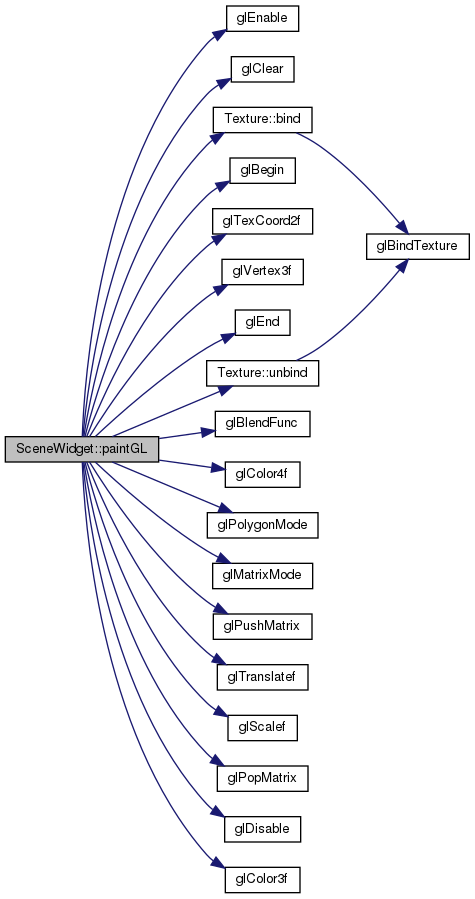 glEnable
glClear
Texture::bind
glBegin
glTexCoord2f
glBindTexture
glVertex3f
glEnd
Texture::unbind
glBlendFunc
SceneWidget::paintGL
glColor4f
glPolygonMode
glMatrixMode
glPushMatrix
glTranslatef
glScalef
glPopMatrix
glDisable
glColor3f